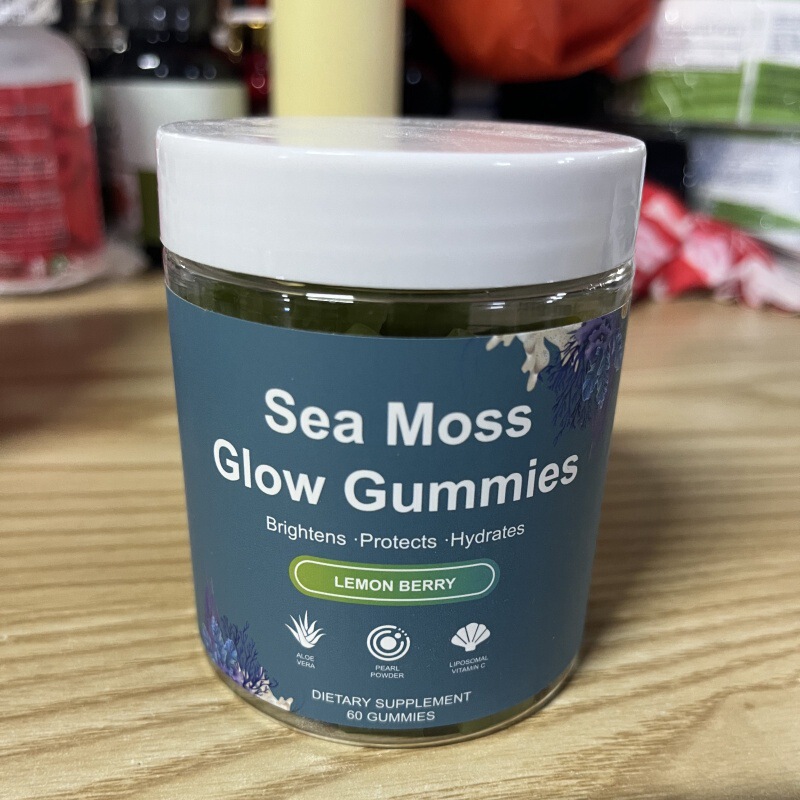 Sea Moss
Glow Gummies
Brightens ·Protects ·Hydrates
LEMON BERRY
ALOE
VERA
PEARL
POWDER
LIPOSOMAL
VITAMIN C
DIETARY SUPPLEMENT
60 GUMMIES